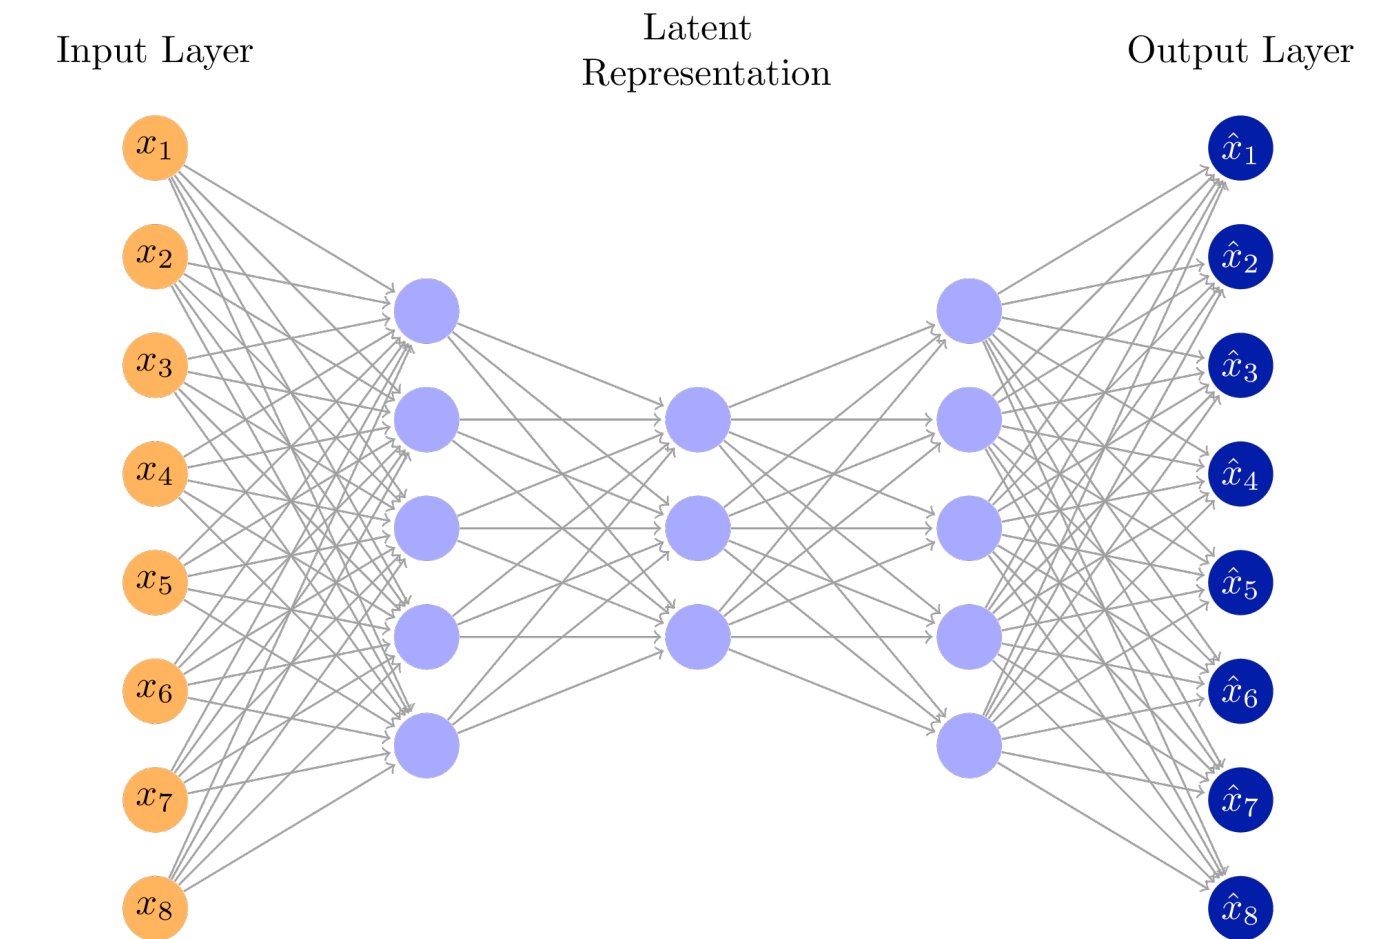 Input Layer
Latent
Representation
Output Layer
x₁
x₂
x₃
x₄
x₅
x₆
x₇
x₈
x̂₁
x̂₂
x̂₃
x̂₄
x̂₅
x̂₆
x̂₇
x̂₈